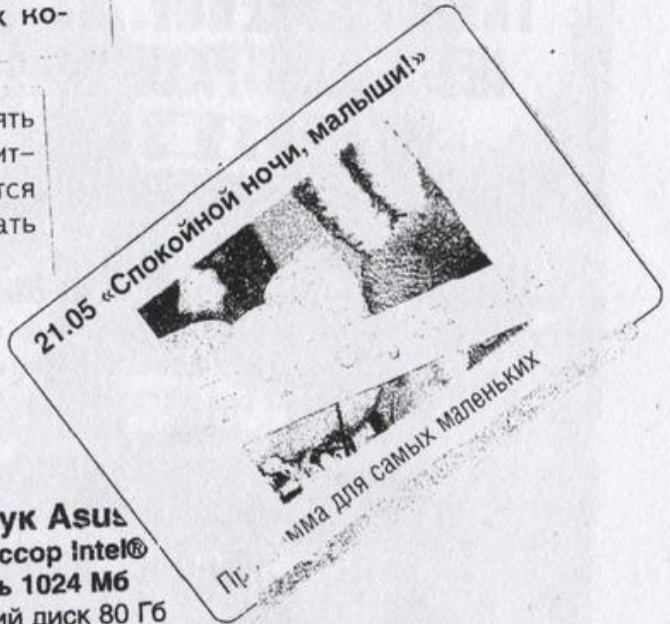 ко-
ять
ит-
тся
ать
21.05 «Спокойной ночи, малыши!»
для самых маленьких
ук Asus
ссор Intel®
ь 1024 Мб
ий диск 80 Гб